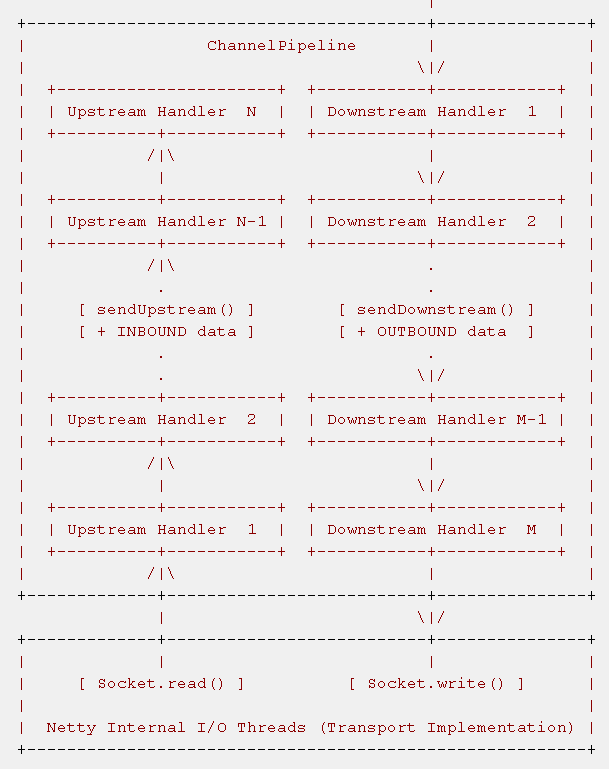 |
+-------------------------------------------+----------------+
|                    ChannelPipeline        |                |
|                                          \|/               |
|  +------------------------+  +------------+-------------+  |
|  | Upstream Handler  N  |  | Downstream Handler  1  |  |
|  +-----------+------------+  +------------+-------------+  |
|             /|\                           |                |
|              |                           \|/               |
|  +-----------+------------+  +------------+-------------+  |
|  | Upstream Handler N-1 |  | Downstream Handler  2  |  |
|  +-----------+------------+  +------------+-------------+  |
|             /|\                           .                |
|              .                            .                |
|     [ sendUpstream() ]         [ sendDownstream() ]     |
|     [ + INBOUND data ]         [ + OUTBOUND data  ]     |
|              .                            .                |
|              .                           \|/               |
|  +-----------+------------+  +------------+-------------+  |
|  | Upstream Handler  2  |  | Downstream Handler M-1 |  |
|  +-----------+------------+  +------------+-------------+  |
|             /|\                           |                |
|              |                           \|/               |
|  +-----------+------------+  +------------+-------------+  |
|  | Upstream Handler  1  |  | Downstream Handler  M  |  |
|  +-----------+------------+  +------------+-------------+  |
|             /|\                           |                |
+--------------+----------------------------+----------------+
               |                           \|/
+--------------+----------------------------+----------------+
|              |                            |                |
|     [ Socket.read() ]          [ Socket.write() ]      |
|                                                            |
|  Netty Internal I/O Threads (Transport Implementation) |
+------------------------------------------------------------+